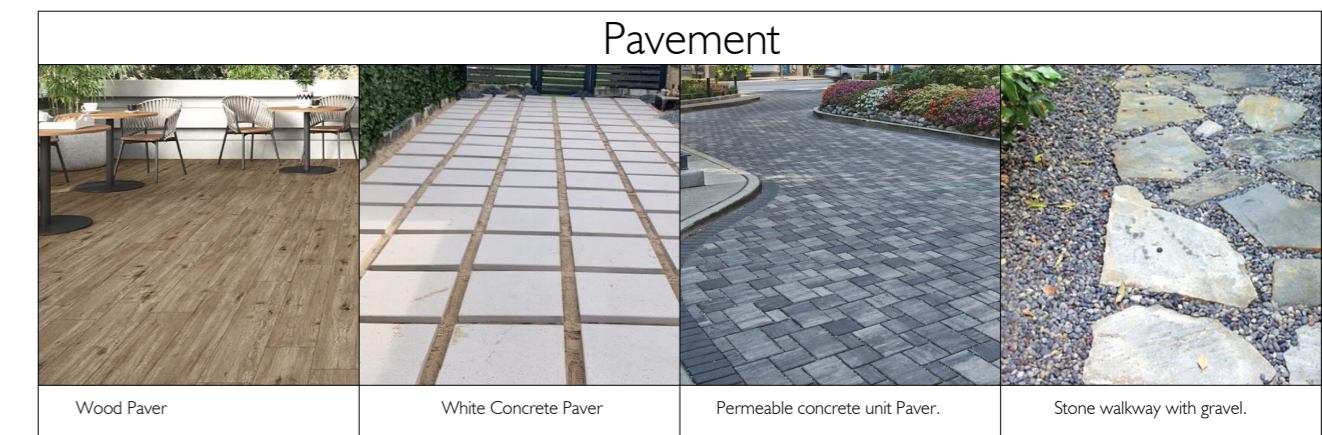 Pavement
Wood Paver
White Concrete Paver
Permeable concrete unit Paver.
Stone walkway with gravel.